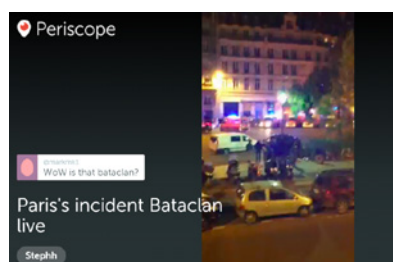 Periscope
WoW is that bataclan?
Paris's incident Bataclan
live
Stephh